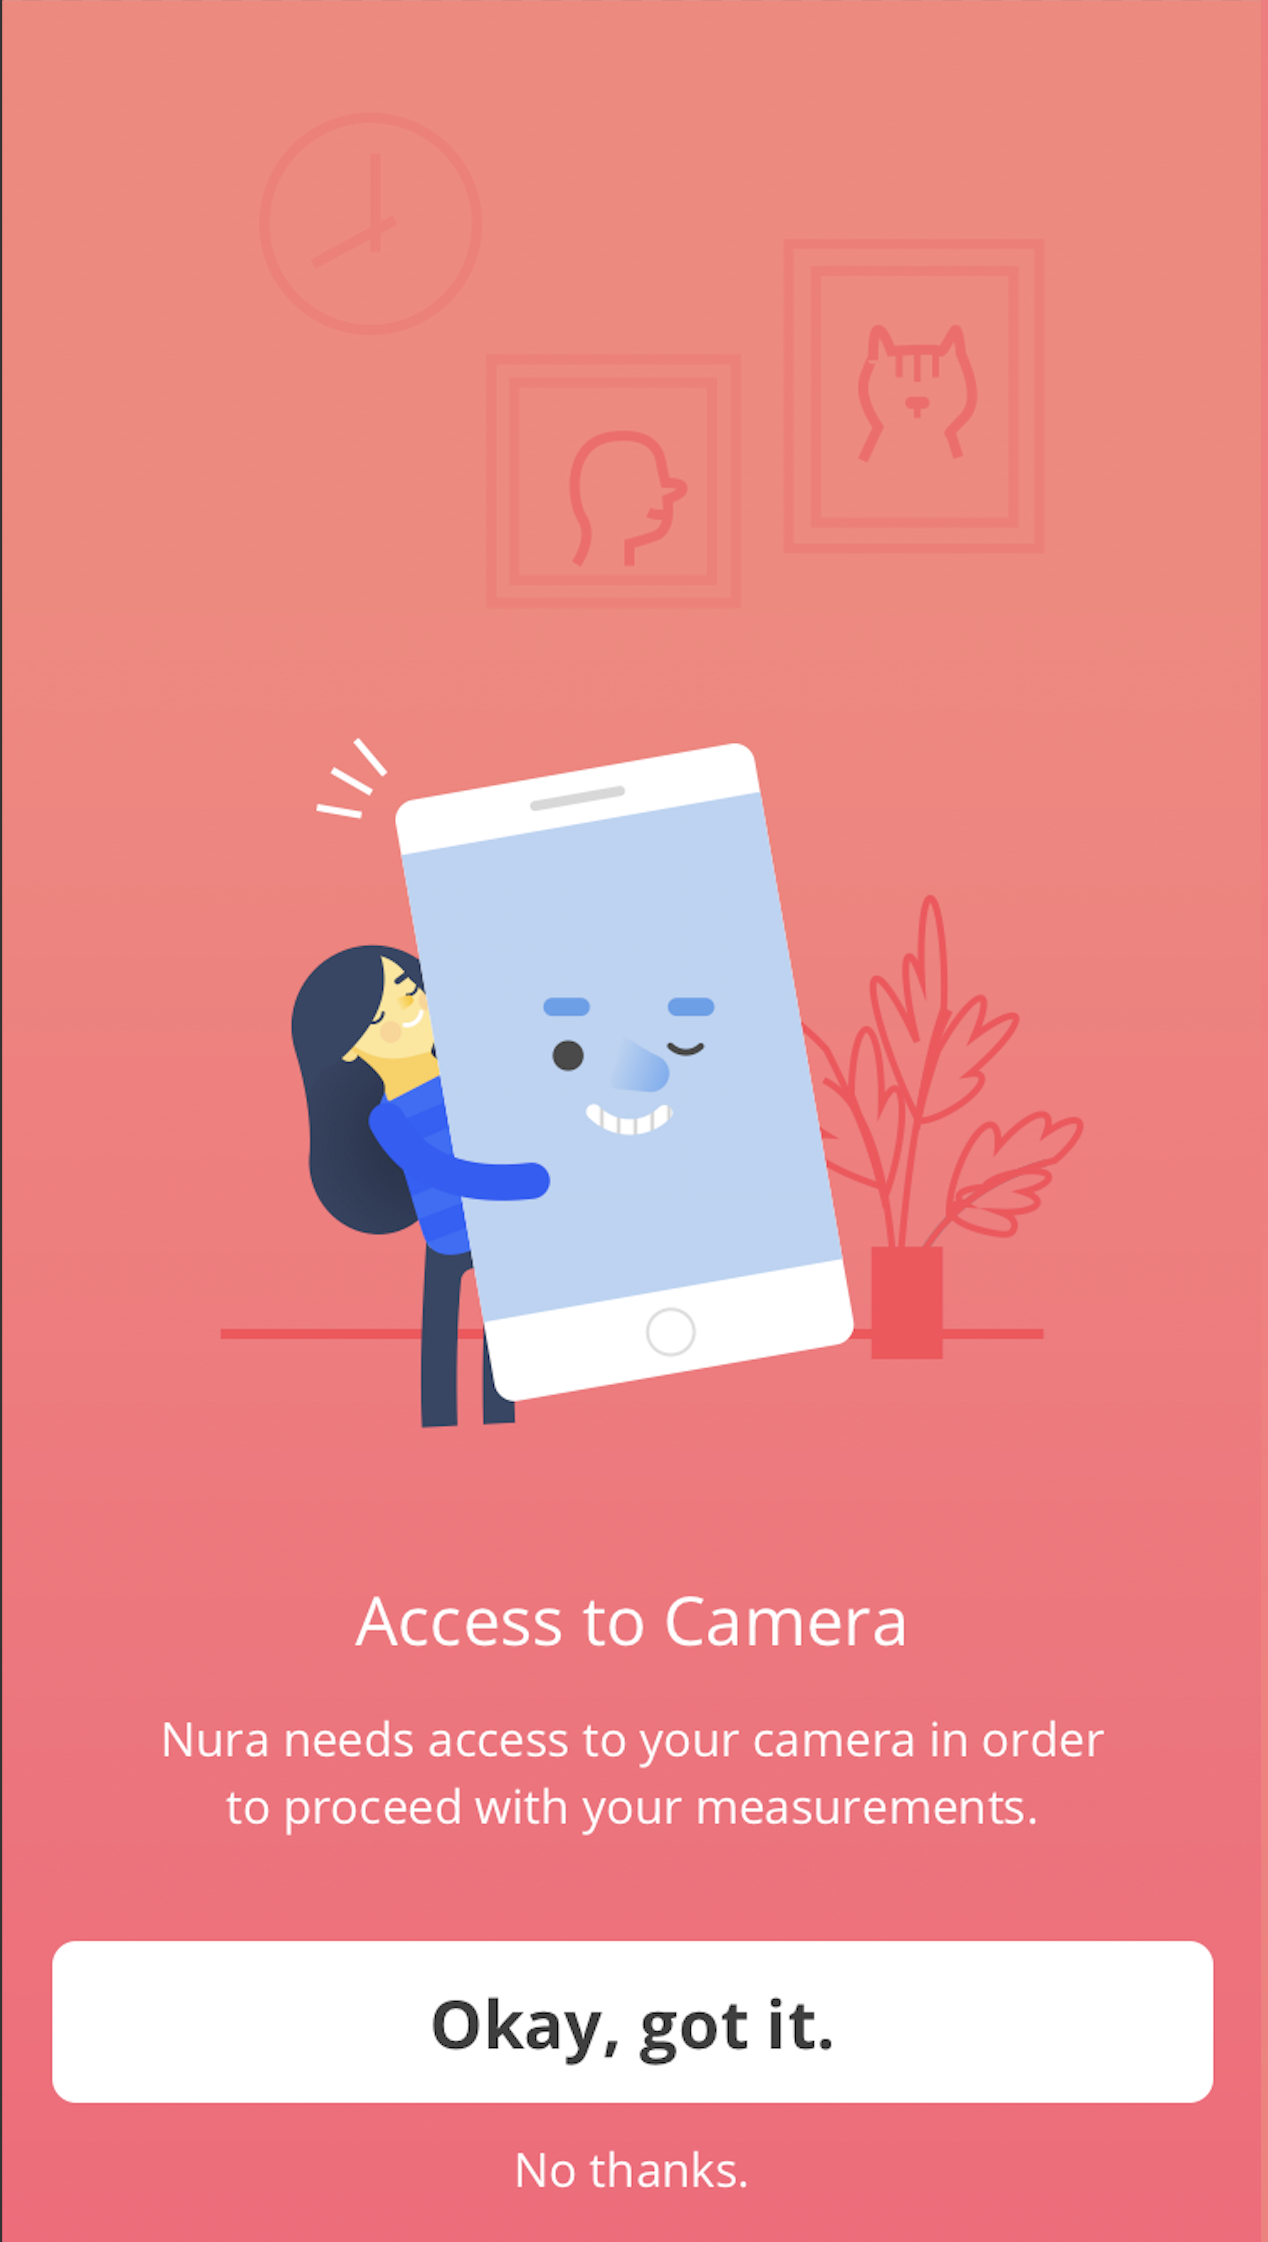 Access to Camera
Nura needs access to your camera in order
to proceed with your measurements.
Okay, got it.
No thanks.